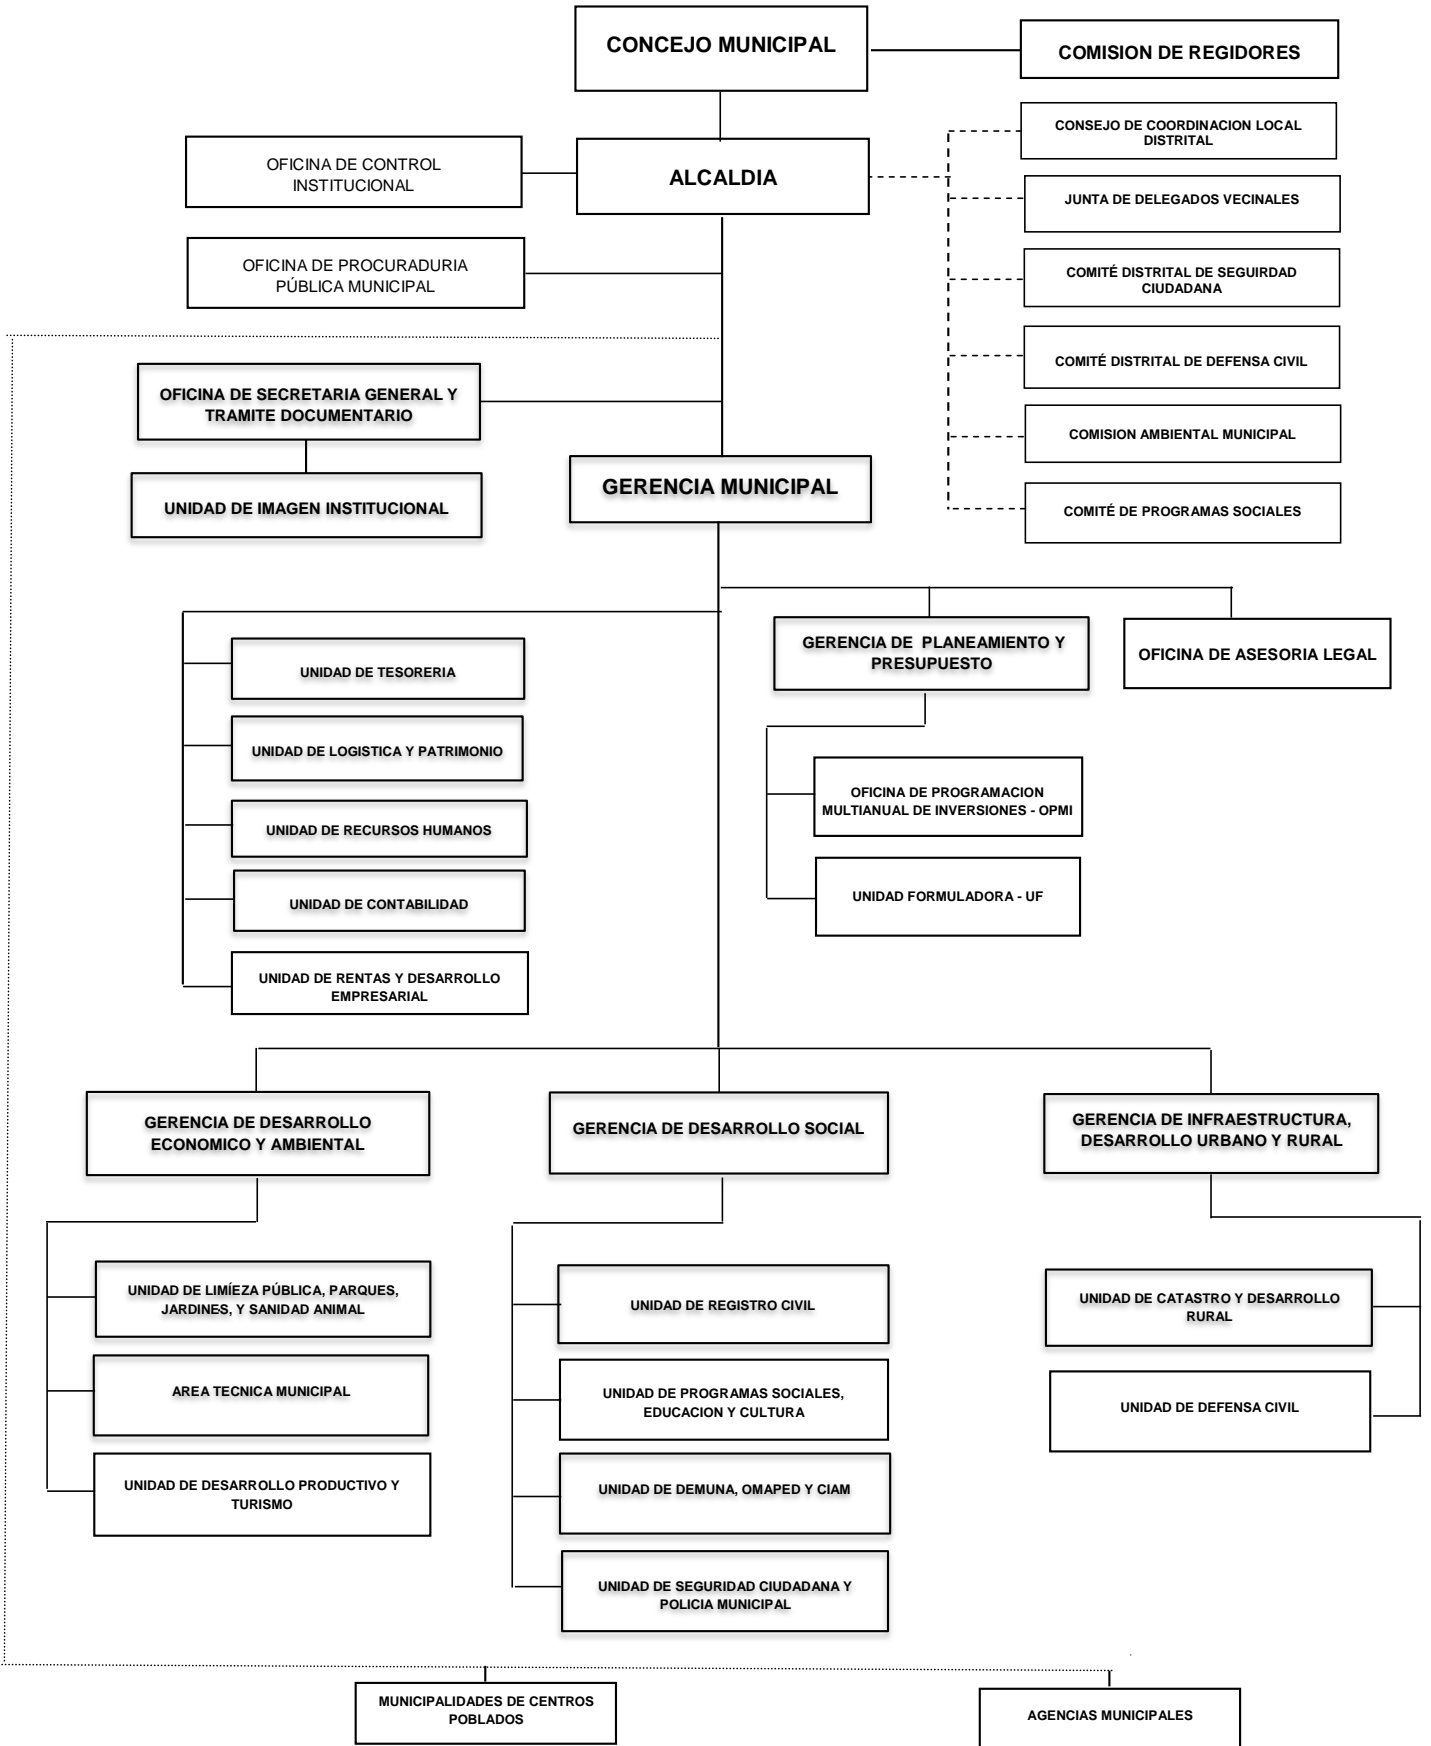 CONCEJO MUNICIPAL
COMISION DE REGIDORES
CONSEJO DE COORDINACION LOCAL
DISTRITAL
OFICINA DE CONTROL
INSTITUCIONAL
ALCALDIA
JUNTA DE DELEGADOS VECINALES
OFICINA DE PROCURADURIA
PÚBLICA MUNICIPAL
COMITÉ DISTRITAL DE SEGUIRDAD
CIUDADANA
COMITÉ DISTRITAL DE DEFENSA CIVIL
OFICINA DE SECRETARIA GENERAL Y
TRAMITE DOCUMENTARIO
COMISION AMBIENTAL MUNICIPAL
GERENCIA MUNICIPAL
UNIDAD DE IMAGEN INSTITUCIONAL
COMITÉ DE PROGRAMAS SOCIALES
GERENCIA DE PLANEAMIENTO Y
PRESUPUESTO
OFICINA DE ASESORIA LEGAL
UNIDAD DE TESORERIA
UNIDAD DE LOGISTICA Y PATRIMONIO
UNIDAD DE RECURSOS HUMANOS
UNIDAD DE CONTABILIDAD
UNIDAD DE RENTAS Y DESARROLLO
EMPRESARIAL
OFICINA DE PROGRAMACION
MULTIANUAL DE INVERSIONES - OPMI
UNIDAD FORMULADORA - UF
GERENCIA DE DESARROLLO
ECONOMICO Y AMBIENTAL
GERENCIA DE DESARROLLO SOCIAL
GERENCIA DE INFRAESTRUCTURA,
DESARROLLO URBANO Y RURAL
UNIDAD DE LIMÍEZA PÚBLICA, PARQUES,
JARDINES, Y SANIDAD ANIMAL
AREA TECNICA MUNICIPAL
UNIDAD DE DESARROLLO PRODUCTIVO Y
TURISMO
UNIDAD DE REGISTRO CIVIL
UNIDAD DE PROGRAMAS SOCIALES,
EDUCACION Y CULTURA
UNIDAD DE DEMUNA, OMAPED Y CIAM
UNIDAD DE SEGURIDAD CIUDADANA Y
POLICIA MUNICIPAL
UNIDAD DE CATASTRO Y DESARROLLO
RURAL
UNIDAD DE DEFENSA CIVIL
MUNICIPALIDADES DE CENTROS
POBLADOS
AGENCIAS MUNICIPALES